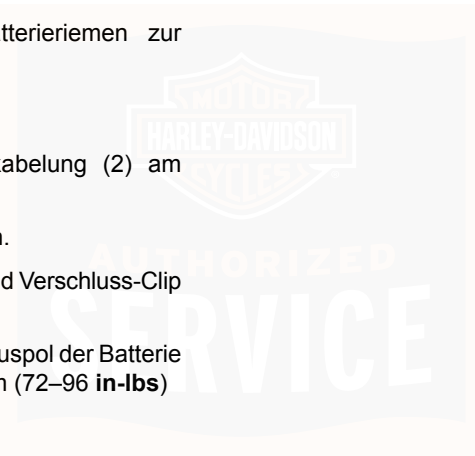 tterieriemen zur
MOTOR
HARLEY-DAVIDSON
kabelung (2) am
CYCLES
.
AUTHORIZED
d Verschluss-Clip
SERVICE
uspol der Batterie
(72–96 in-lbs)